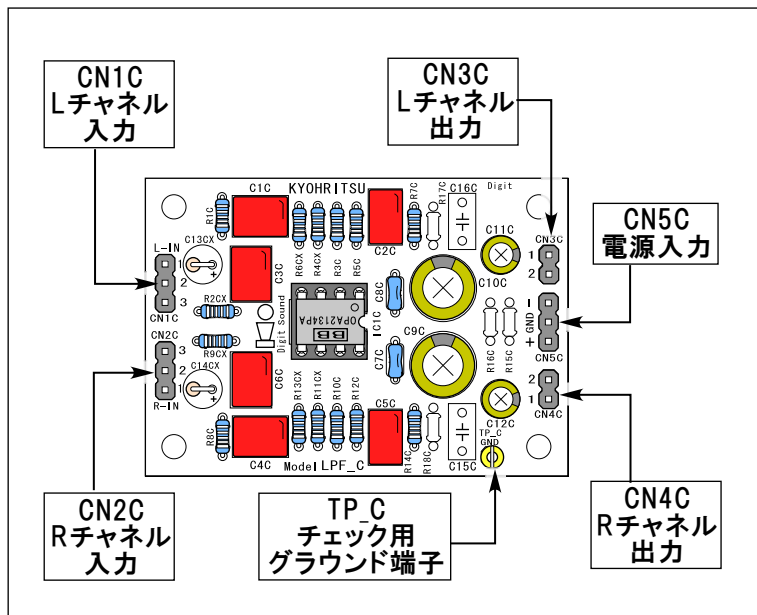 CN1C
Lチャネル
入力
CN3C
Lチャネル
出力
CN5C
電源入力
CN2C
Rチャネル
入力
TP_C
チェック用
グラウンド端子
CN4C
Rチャネル
出力
C1C
KYOHRITSU
Digit
R1C
R7C
R17C
C16C
C2C
L-IN
C13CX
C3C
R6CX
R4CX
R3C
R5C
C11C
CN3C
1
2
1
2
3
CN1C
R2CX
C8C
C10C
Digit Sound
OPA2134PA
BB
IC1C
- GND +
CN5C
CN2C
R9CX
C9C
C7C
R16C
R15C
3
2
1
C14CX
C6C
R13CX
R11CX
R10C
R12C
C5C
2
1
CN4C
R-IN
C12C
R8C
C4C
Model LPF_C
R14C
R18C
C15C
TP_C
GND